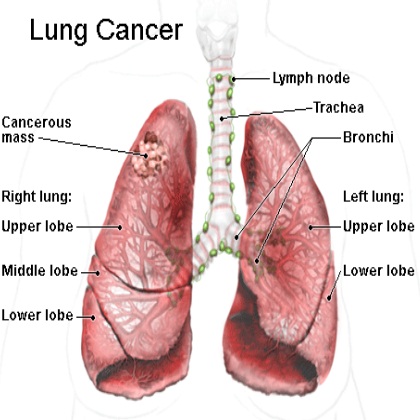 Lung Cancer
Lymph node
Trachea
Cancerous
mass
Bronchi
Right lung:
Left lung:
Upper lobe
Upper lobe
Middle lobe
Lower lobe
Lower lobe